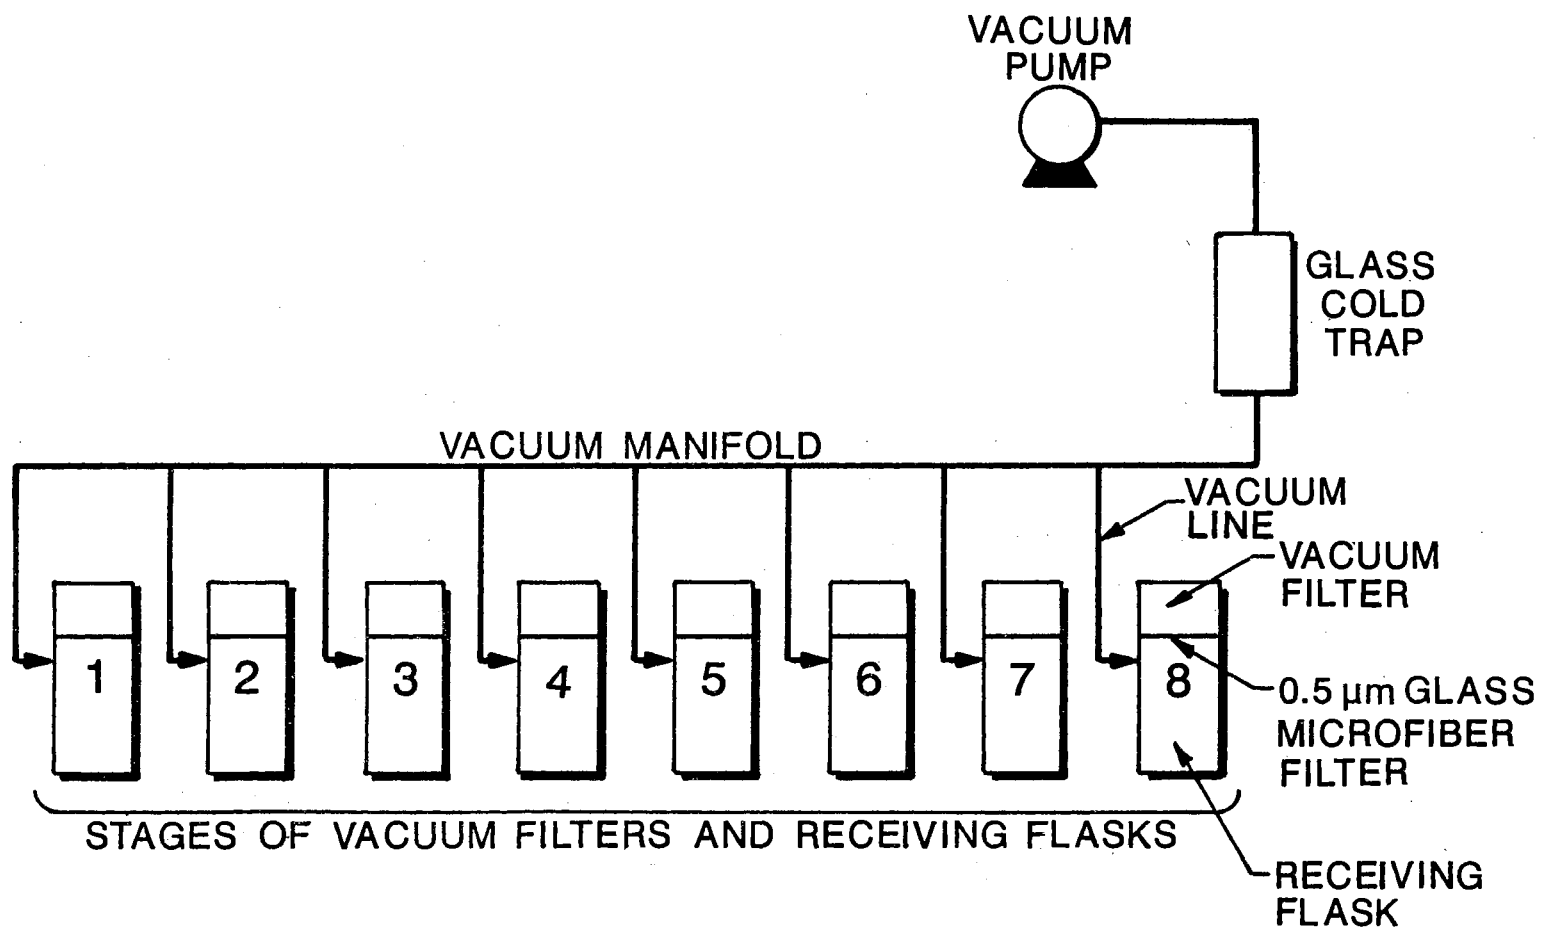 VACUUM
PUMP
GLASS
COLD
TRAP
VACUUM MANIFOLD
VACUUM
LINE
VACUUM
FILTER
1 2 3 4 5 6 7 8
0.5 µm GLASS
MICROFIBER
FILTER
STAGES OF VACUUM FILTERS AND RECEIVING FLASKS
RECEIVING
FLASK